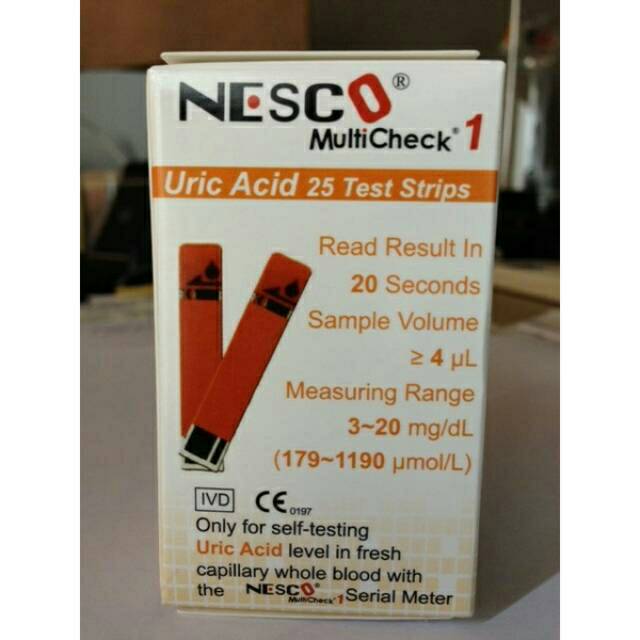 NESCO®
MultiCheck® 1
Uric Acid 25 Test Strips
Read Result In
20 Seconds
Sample Volume
≥ 4 µL
Measuring Range
3~20 mg/dL
(179~1190 µmol/L)
IVD CE 0197
Only for self-testing
Uric Acid level in fresh
capillary whole blood with
the NESCO® MultiCheck® 1 Serial Meter